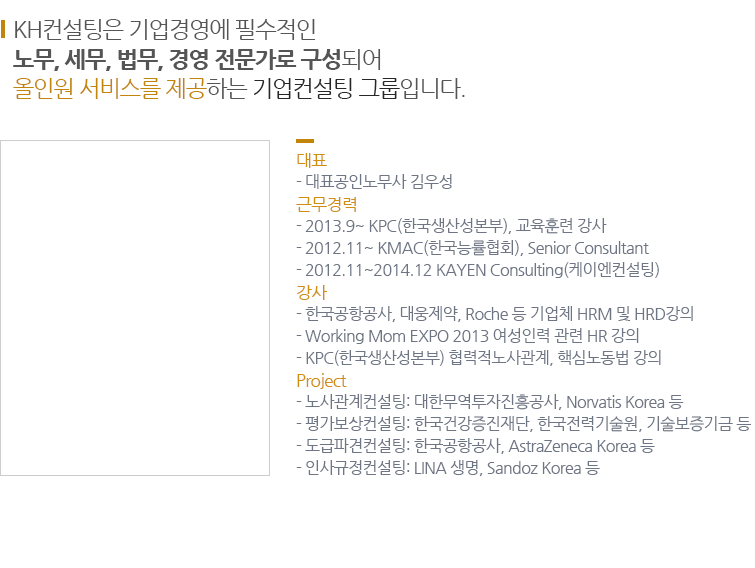 KH컨설팅은 기업경영에 필수적인
노무, 세무, 법무, 경영 전문가로 구성되어
올인원 서비스를 제공하는 기업컨설팅 그룹입니다.
대표
- 대표공인노무사 김우성
근무경력
- 2013.9~ KPC(한국생산성본부), 교육훈련 강사
- 2012.11~ KMAC(한국능률협회), Senior Consultant
- 2012.11~2014.12 KAYEN Consulting(케이엔컨설팅)
강사
- 한국공항공사, 대웅제약, Roche 등 기업체 HRM 및 HRD강의
- Working Mom EXPO 2013 여성인력 관련 HR 강의
- KPC(한국생산성본부) 협력적노사관계, 핵심노동법 강의
Project
- 노사관계컨설팅: 대한무역투자진흥공사, Norvatis Korea 등
- 평가보상컨설팅: 한국건강증진재단, 한국전력기술원, 기술보증기금 등
- 도급파견컨설팅: 한국공항공사, AstraZeneca Korea 등
- 인사규정컨설팅: LINA 생명, Sandoz Korea 등